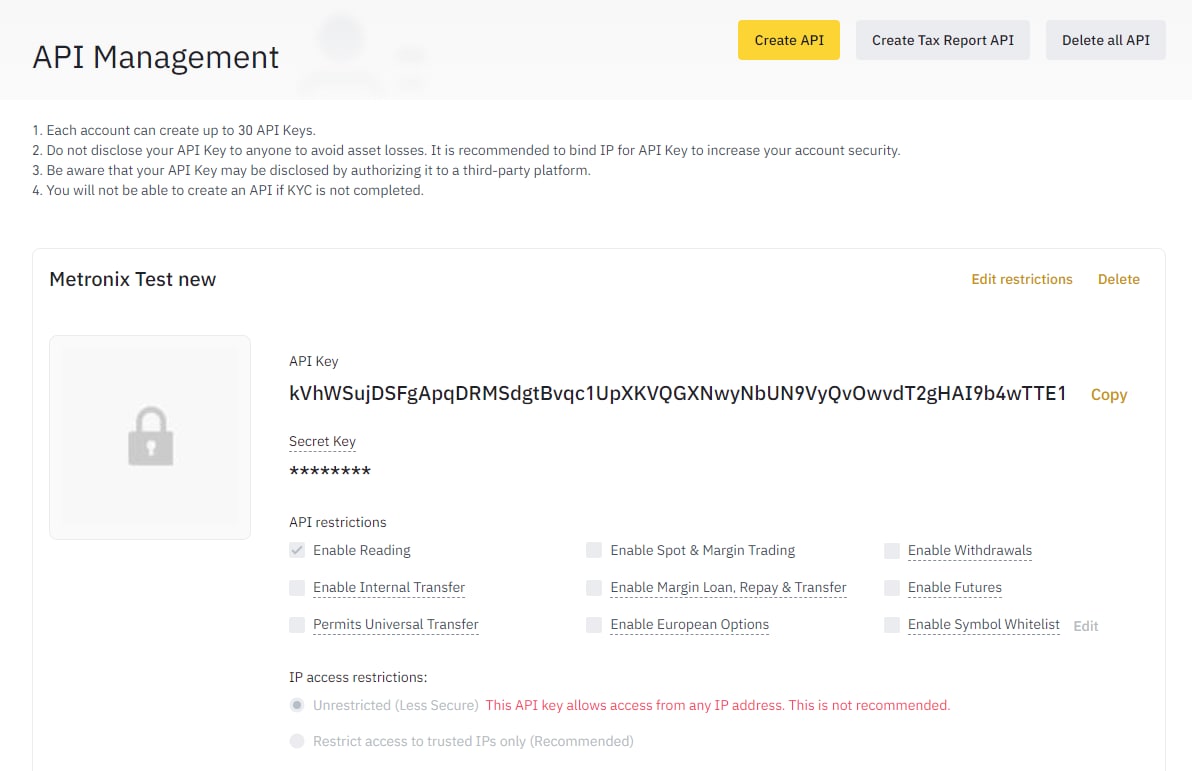 API Management
Create API
Create Tax Report API
Delete all API
1. Each account can create up to 30 API Keys.
2. Do not disclose your API Key to anyone to avoid asset losses. It is recommended to bind IP for API Key to increase your account security.
3. Be aware that your API Key may be disclosed by authorizing it to a third-party platform.
4. You will not be able to create an API if KYC is not completed.
Metronix Test new
Edit restrictions
Delete
API Key
kVhWSujDSFgApqDRMSdgtBvqc1UpXKVQGXNwyNbUN9VyQvOwvdT2gHAI9b4wTTE1
Copy
Secret Key
********
API restrictions
Enable Reading
Enable Spot & Margin Trading
Enable Withdrawals
Enable Internal Transfer
Enable Margin Loan, Repay & Transfer
Enable Futures
Permits Universal Transfer
Enable European Options
Enable Symbol Whitelist
Edit
IP access restrictions:
Unrestricted (Less Secure) This API key allows access from any IP address. This is not recommended.
Restrict access to trusted IPs only (Recommended)